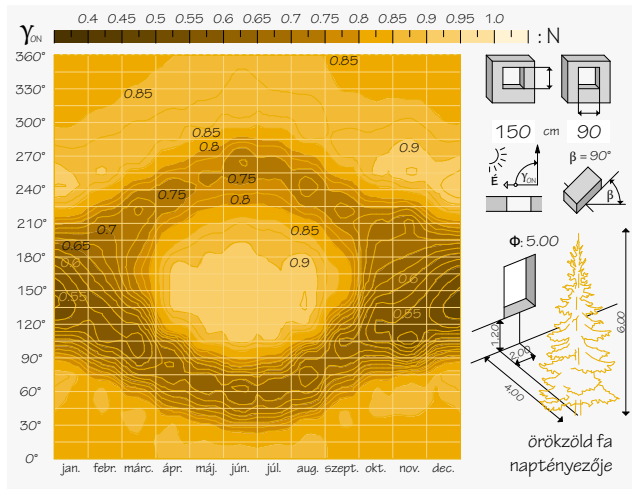 γON
0.4 0.45 0.5 0.55 0.6 0.65 0.7 0.75 0.8 0.85 0.9 0.95 1.0
: N
360°
330°
300°
270°
240°
210°
180°
150°
120°
90°
60°
30°
0°
0.85
0.85
0.85
0.8
0.9
0.75
0.75
0.8
0.7
0.85
0.65
0.6
0.9
0.6
0.55
0.55
jan. febr. márc. ápr. máj. jún. júl. aug. szept. okt. nov. dec.
150 cm 90
É
γON
β = 90°
β
Φ: 5.00
1,20
2,00
4,00
6,00
örökzöld fa
naptényezője